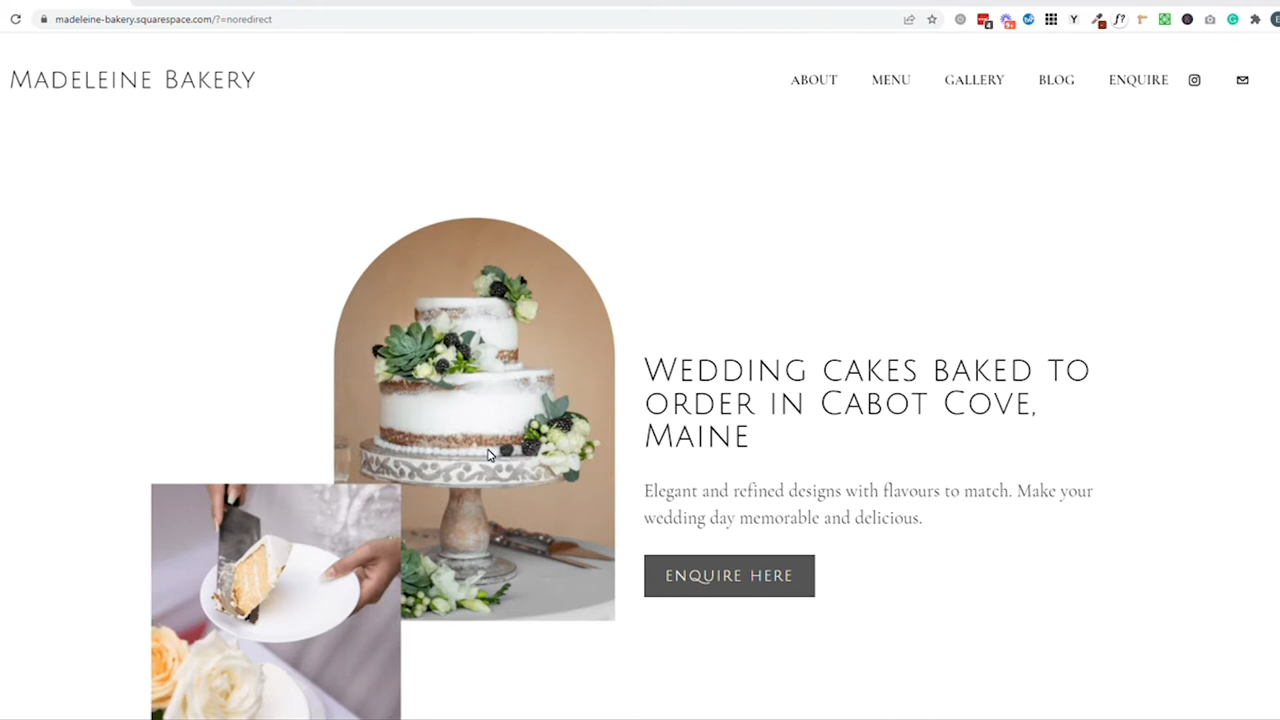 madeleine-bakery.squarespace.com/?=noredirect
Madeleine Bakery
ABOUT MENU GALLERY BLOG ENQUIRE
Wedding cakes baked to
order in Cabot Cove,
Maine
Elegant and refined designs with flavours to match. Make your
wedding day memorable and delicious.
ENQUIRE HERE